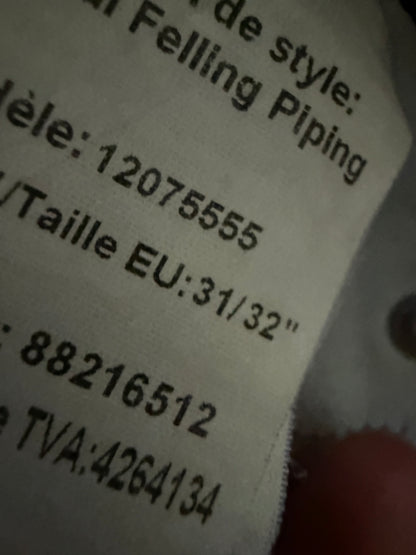 de style:
Felling Piping
èle: 12075555
/Taille EU:31/32"
: 88216512
TVA:4264134